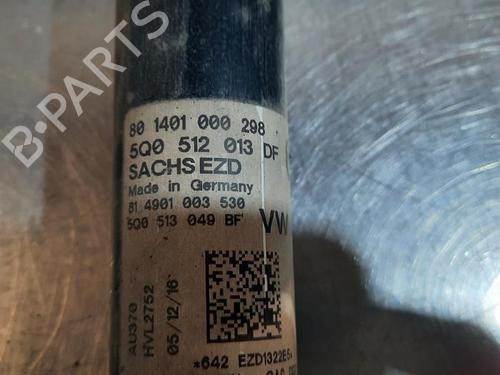 80 1401 000 298
5Q0 512 013 DF
SACHS EZD
Made in Germany
81 4901 003 530
5Q0 513 049 BF
VW
AU370
HVL2752
05/12/16
*642 EZD1322E5*
B-PARTS